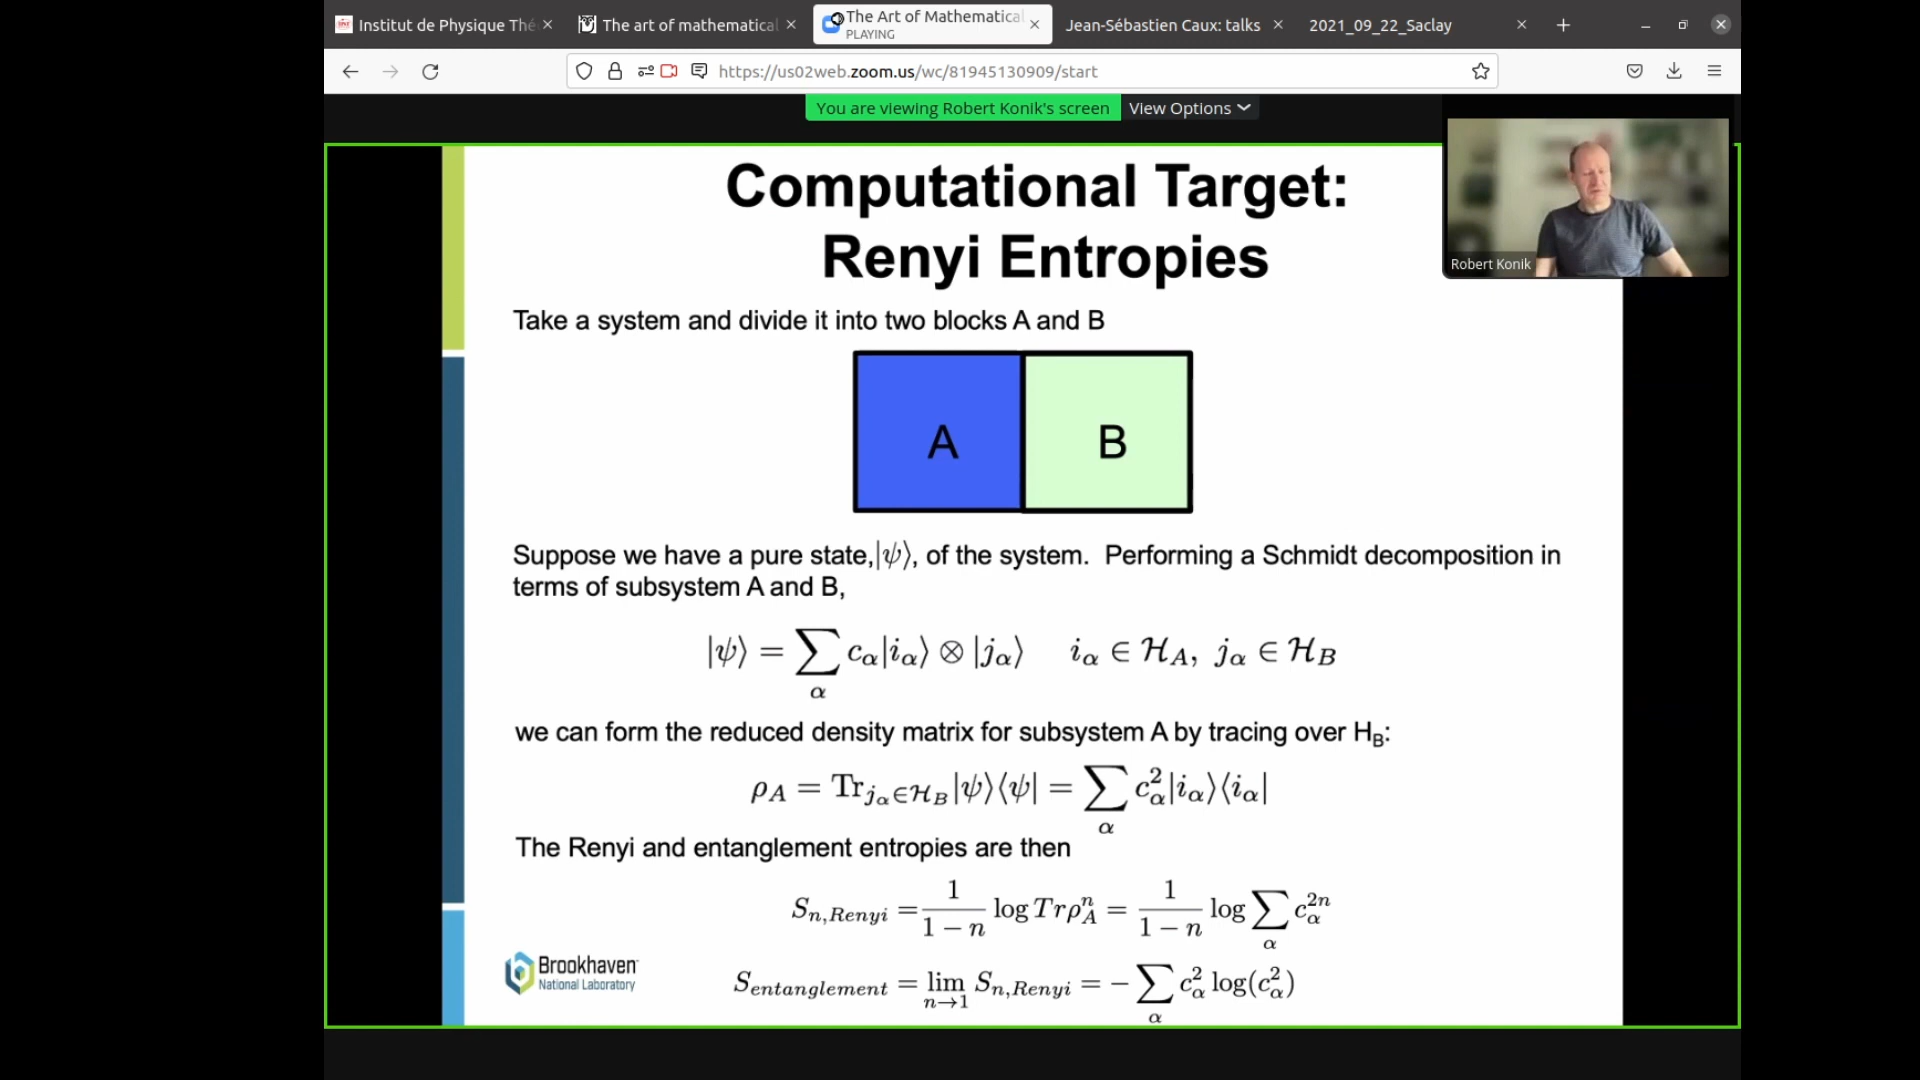 Institut de Physique Thé
The art of mathematical
The Art of Mathematical
PLAYING
Jean-Sébastien Caux: talks
2021_09_22_Saclay
https://us02web.zoom.us/wc/81945130909/start
You are viewing Robert Konik's screen
View Options
Robert Konik
Computational Target:
Renyi Entropies
Take a system and divide it into two blocks A and B
A
B
Suppose we have a pure state,|ψ⟩, of the system. Performing a Schmidt decomposition in
terms of subsystem A and B,
|ψ⟩ = ∑_α c_α|i_α⟩ ⊗ |j_α⟩ i_α ∈ ℋ_A, j_α ∈ ℋ_B
we can form the reduced density matrix for subsystem A by tracing over H_B:
ρ_A = Tr_{j_α∈ℋ_B}|ψ⟩⟨ψ| = ∑_α c_α^2|i_α⟩⟨i_α|
The Renyi and entanglement entropies are then
S_{n,Renyi} = \frac{1}{1-n} log Trρ_A^n = \frac{1}{1-n} log ∑_α c_α^{2n}
Brookhaven
National Laboratory
S_{entanglement} = lim_{n→1} S_{n,Renyi} = − ∑_α c_α^2 log(c_α^2)